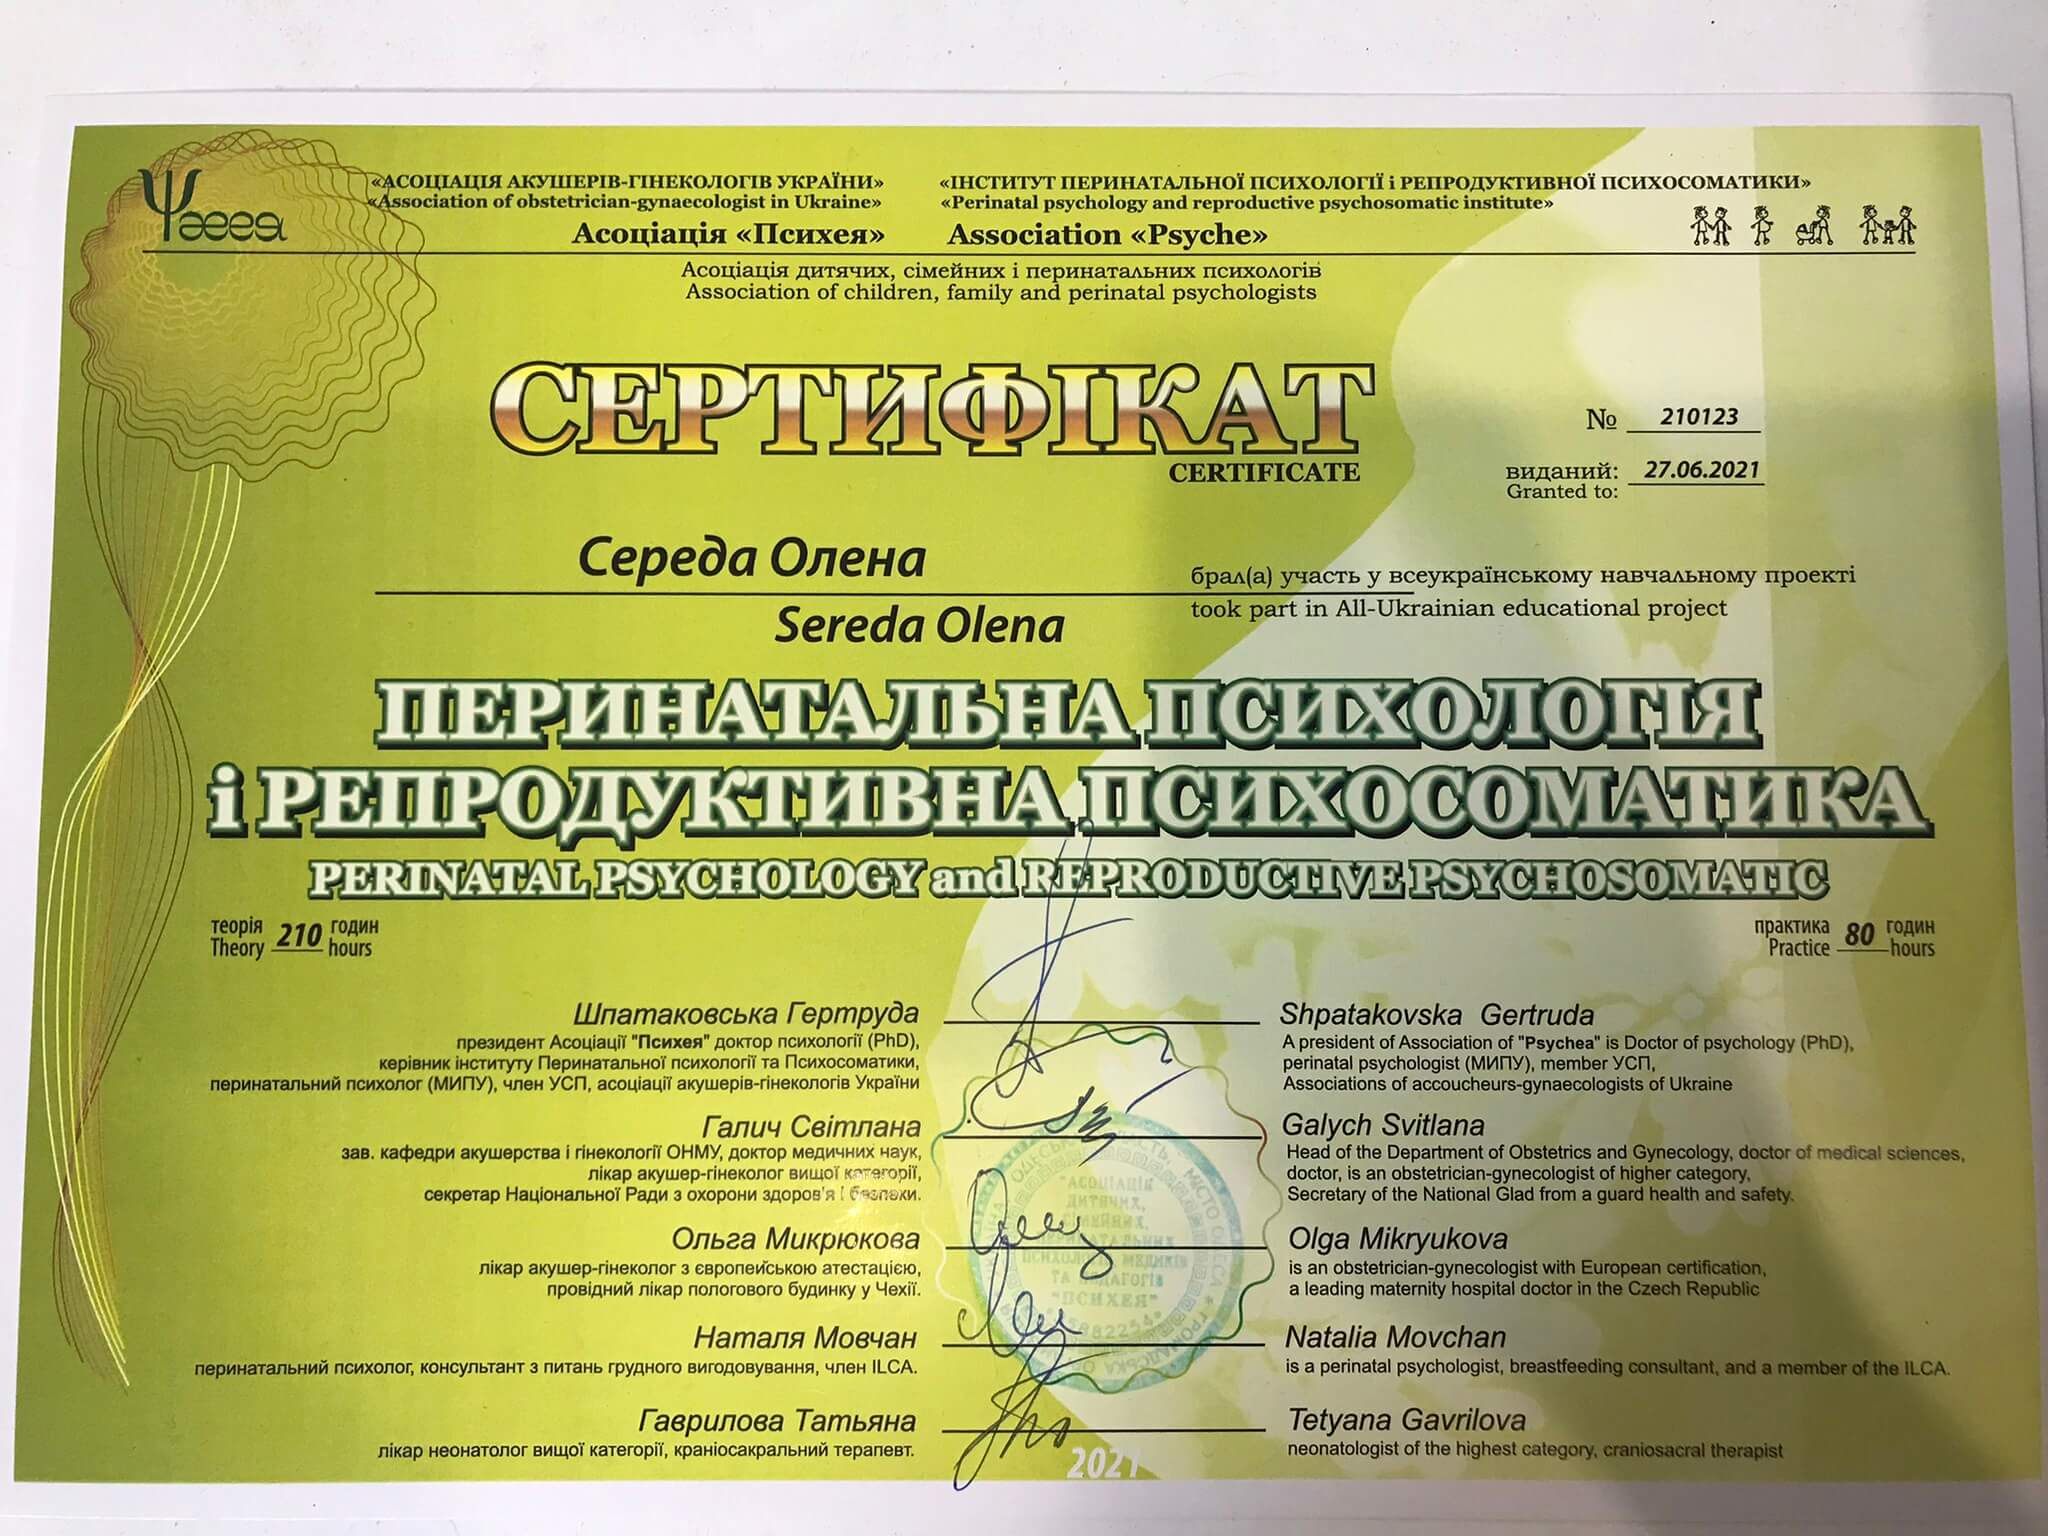 «АСОЦІАЦІЯ АКУШЕРІВ-ГІНЕКОЛОГІВ УКРАЇНИ»
«Association of obstetrician-gynaecologist in Ukraine»
«ІНСТИТУТ ПЕРИНАТАЛЬНОЇ ПСИХОЛОГІЇ і РЕПРОДУКТИВНОЇ ПСИХОСОМАТИКИ»
«Perinatal psychology and reproductive psychosomatic institute»
Асоціація «Психея» Association «Psyche»
Асоціація дитячих, сімейних і перинатальних психологів
Association of children, family and perinatal psychologists
СЕРТИФІКАТ
CERTIFICATE
№ 210123
виданий: 27.06.2021
Granted to:
Середа Олена
Sereda Olena
брал(а) участь у всеукраїнському навчальному проекті
took part in All-Ukrainian educational project
ПЕРИНАТАЛЬНА ПСИХОЛОГІЯ
і РЕПРОДУКТИВНА ПСИХОСОМАТИКА
PERINATAL PSYCHOLOGY and REPRODUCTIVE PSYCHOSOMATIC
теорія 210 годин
Theory hours
практика 80 годин
Practice hours
Шпатаковська Гертруда
президент Асоціації "Психея" доктор психології (PhD),
керівник інституту Перинатальної психології та Психосоматики,
перинатальний психолог (МИПУ), член УСП, асоціації акушерів-гінекологів України
Shpatakovska Gertruda
A president of Association of "Psychea" is Doctor of psychology (PhD),
perinatal psychologist (МИПУ), member УСП,
Associations of accoucheurs-gynaecologists of Ukraine
Галич Світлана
зав. кафедри акушерства і гінекології ОНМУ, доктор медичних наук,
лікар акушер-гінеколог вищої категорії,
секретар Національної Ради з охорони здоров'я і безпеки.
Galych Svitlana
Head of the Department of Obstetrics and Gynecology, doctor of medical sciences,
doctor, is an obstetrician-gynecologist of higher category,
Secretary of the National Glad from a guard health and safety.
Ольга Микрюкова
лікар акушер-гінеколог з європейською атестацією,
провідний лікар пологового будинку у Чехії.
Olga Mikryukova
is an obstetrician-gynecologist with European certification,
a leading maternity hospital doctor in the Czech Republic
Наталя Мовчан
перинатальний психолог, консультант з питань грудного вигодовування, член ILCA.
Natalia Movchan
is a perinatal psychologist, breastfeeding consultant, and a member of the ILCA.
Гаврилова Татьяна
лікар неонатолог вищої категорії, краніосакральний терапевт.
Tetyana Gavrilova
neonatologist of the highest category, craniosacral therapist
"АСОЦІАЦІЯ
ДИТЯЧИХ,
СІМЕЙНИХ,
ПЕРИНАТАЛЬНИХ
ПСИХОЛОГІВ, МЕДИКІВ
ТА ПЕДАГОГІВ
"ПСИХЕЯ"
2021